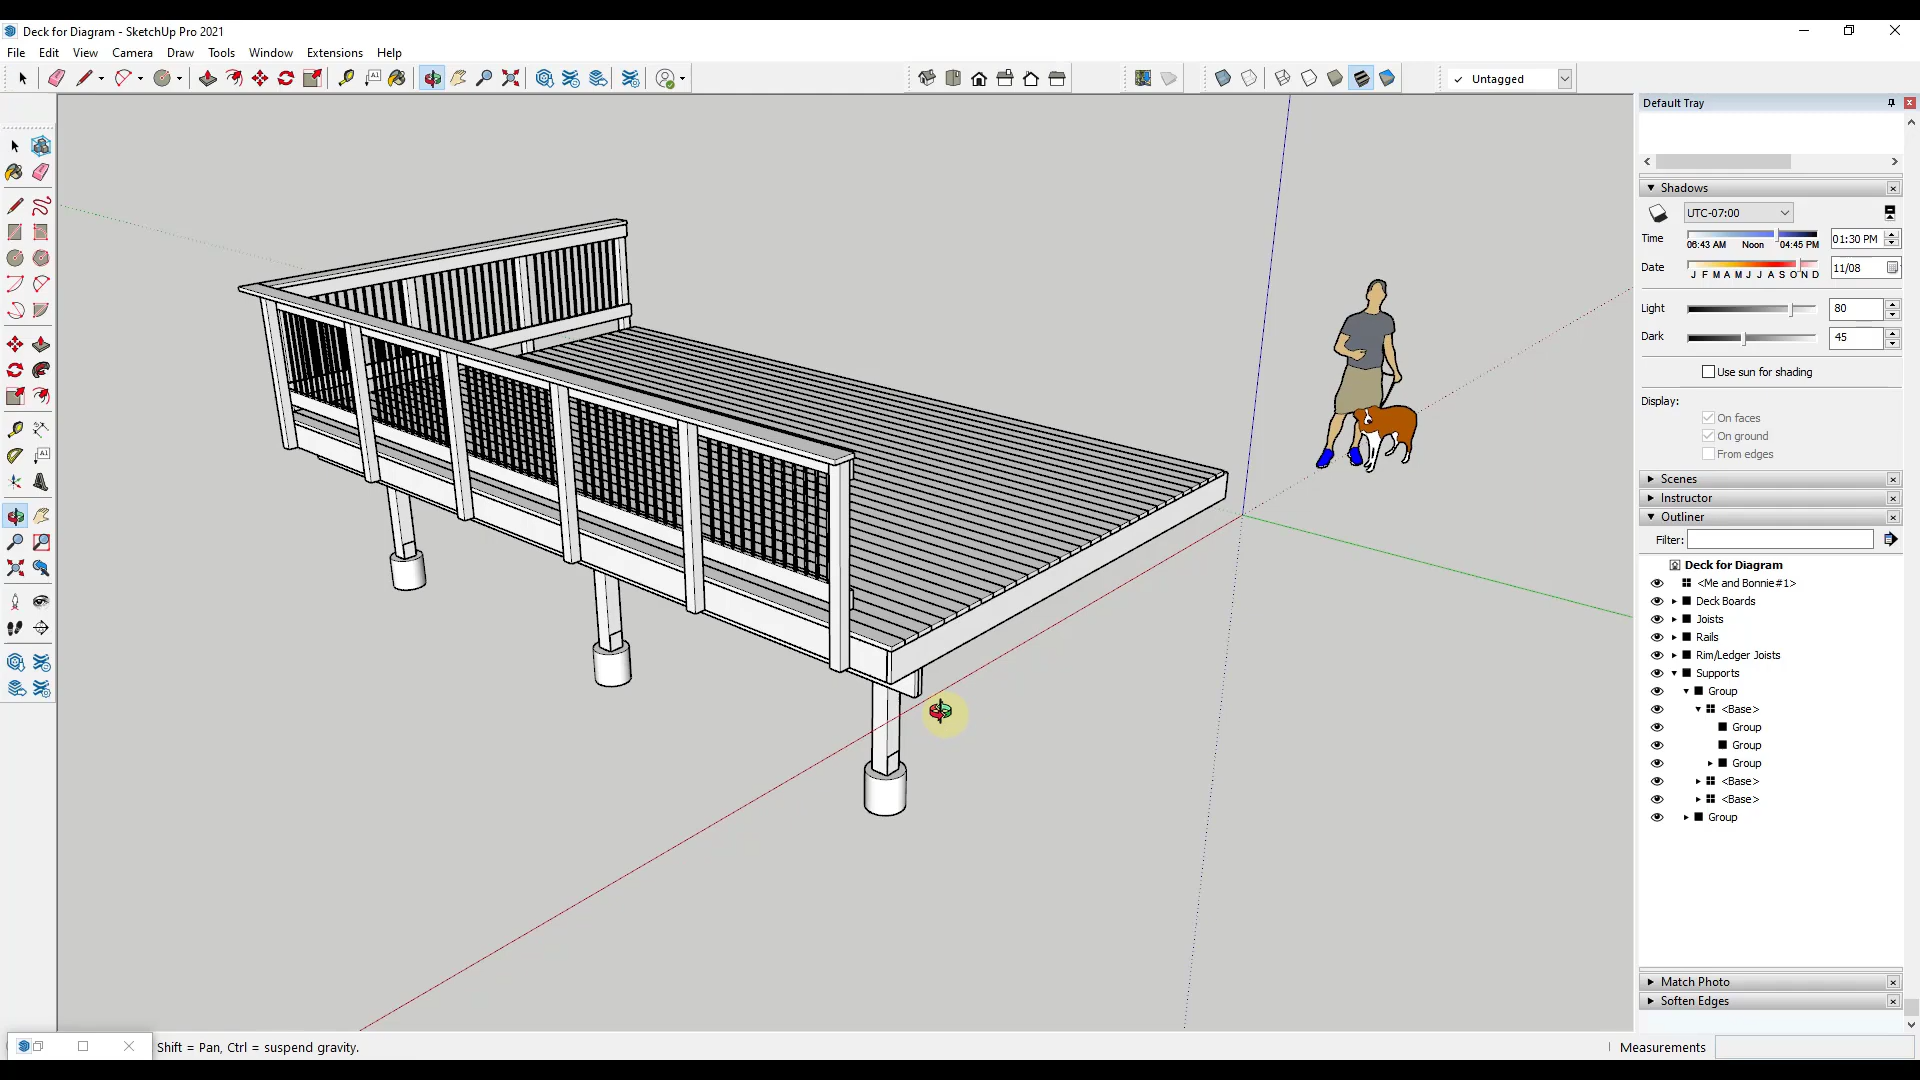 Deck for Diagram - SketchUp Pro 2021
File Edit View Camera Draw Tools Window Extensions Help
A1
Untagged
Default Tray
Shadows
UTC-07:00
Time 06:43 AM Noon 04:45 PM 01:30 PM
Date J F M A M J J A S O N D 11/08
Light 80
Dark 45
Use sun for shading
Display:
On faces
On ground
From edges
Scenes
Instructor
Outliner
Filter:
Deck for Diagram
<Me and Bonnie#1>
Deck Boards
Joists
Rails
Rim/Ledger Joists
Supports
Group
<Base>
Group
Group
Group
<Base>
<Base>
Group
Match Photo
Soften Edges
A1
Shift = Pan, Ctrl = suspend gravity.
Measurements